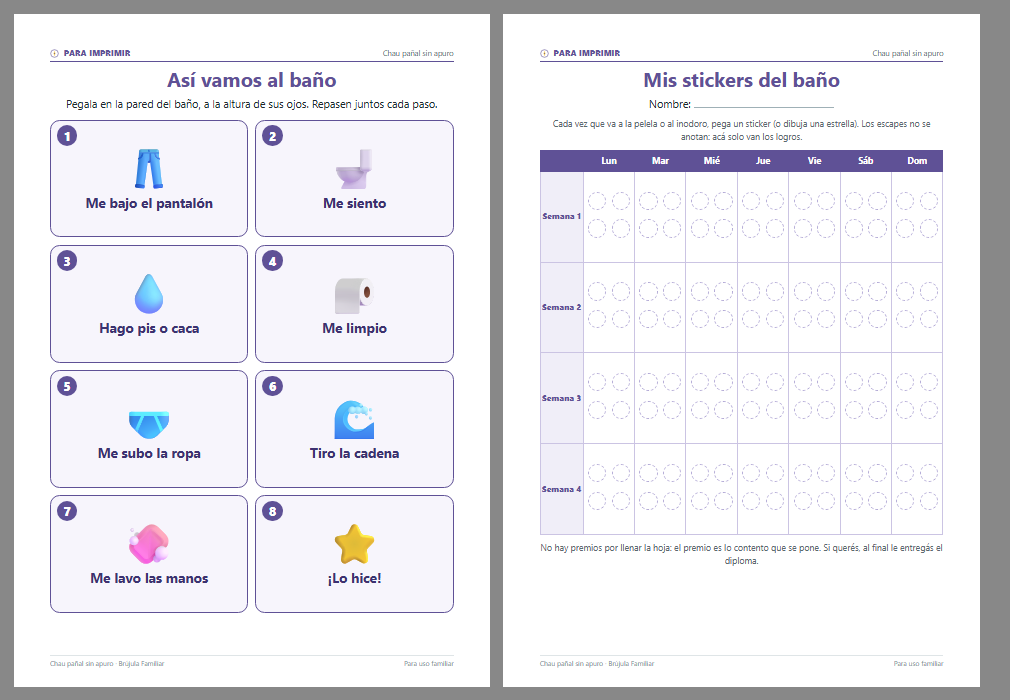 PARA IMPRIMIR
Chau pañal sin apuro
Así vamos al baño
Pegala en la pared del baño, a la altura de sus ojos. Repasen juntos cada paso.
1
Me bajo el pantalón
2
Me siento
3
Hago pis o caca
4
Me limpio
5
Me subo la ropa
6
Tiro la cadena
7
Me lavo las manos
8
¡Lo hice!
Chau pañal sin apuro · Brújula Familiar
Para uso familiar
PARA IMPRIMIR
Chau pañal sin apuro
Mis stickers del baño
Nombre:
Cada vez que va a la pelela o al inodoro, pega un sticker (o dibuja una estrella). Los escapes no se
anotan: acá solo van los logros.
Lun Mar Mié Jue Vie Sáb Dom
Semana 1
Semana 2
Semana 3
Semana 4
No hay premios por llenar la hoja: el premio es lo contento que se pone. Si querés, al final le entregás el
diploma.
Chau pañal sin apuro · Brújula Familiar
Para uso familiar